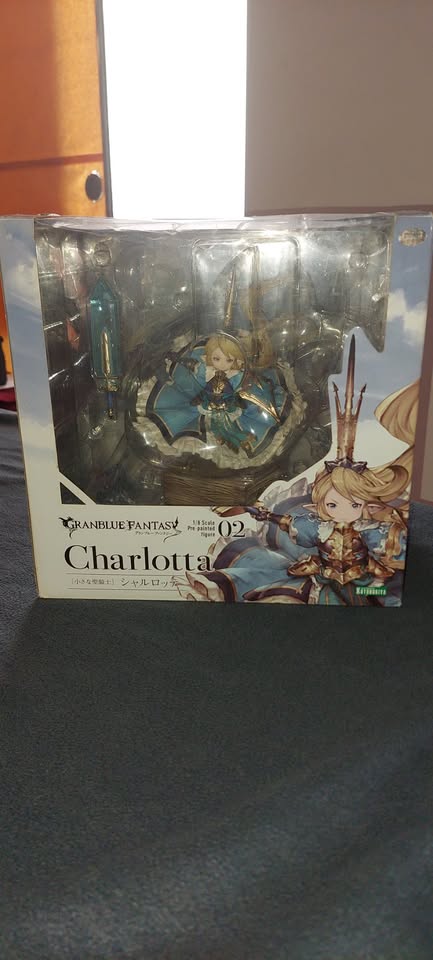 GRANBLUE FANTASY
グランブルーファンタジー
1/8 Scale
Pre-painted
figure
02
Charlotta
[小さな聖騎士] シャルロッテ
KOTOBUKIYA